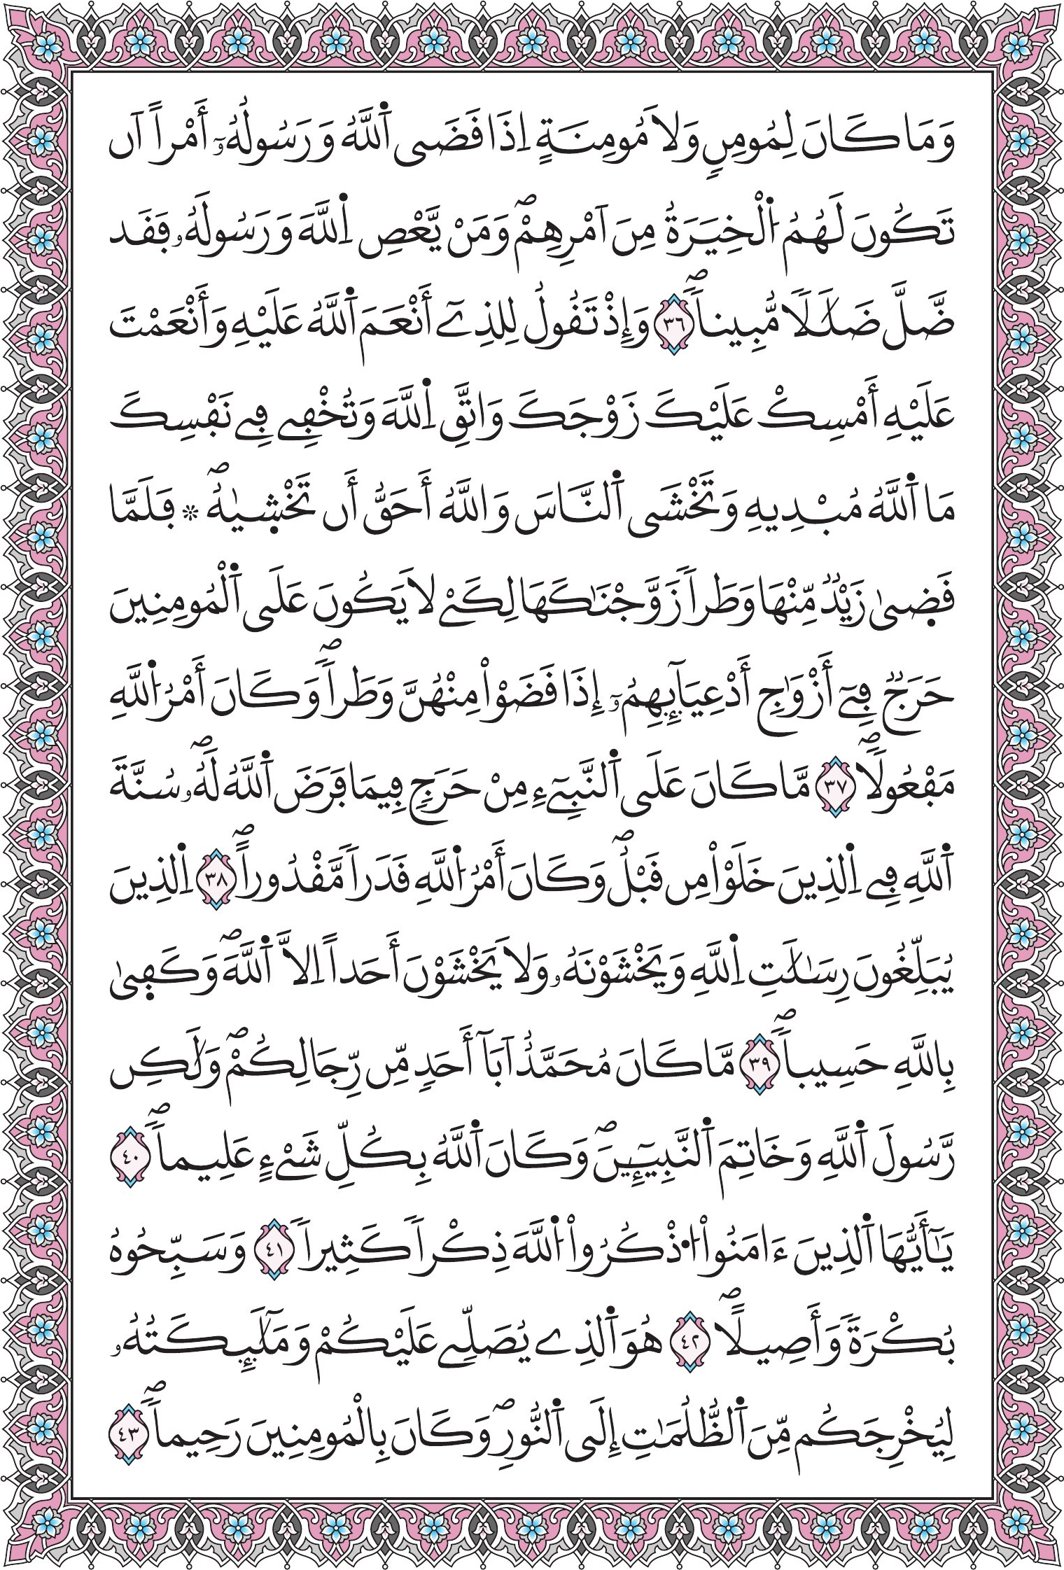 وَمَا كَانَ لِمُومِنٖ وَلَا مُومِنَةٍ اِذَا قَضَى اَ۬للَّهُ وَرَسُولُهُۥٓ أَمْراً اَن
تَكُونَ لَهُمُ اُ۬لْخِيَرَةُ مِنَ اَمْرِهِمْۖ وَمَنْ يَّعْصِ اِ۬للَّهَ وَرَسُولَهُۥ فَقَد
ضَّلَّ ضَلَٰلاٗ مُّبِيناٗۖ ٣٦ وَإِذْ تَقُولُ لِلذِےٓ أَنْعَمَ اَ۬للَّهُ عَلَيْهِ وَأَنْعَمْتَ
عَلَيْهِ أَمْسِكْ عَلَيْكَ زَوْجَكَ وَاتَّقِ اِ۬للَّهَ وَتُخْفِے فِے نَفْسِكَ
مَا اَ۬للَّهُ مُبْدِيهِ وَتَخْشَى اَ۬لنَّاسَ وَاللَّهُ أَحَقُّ أَن تَخْش۪يٰهُۖ ۞ فَلَمَّا
قَض۪يٰ زَيْدٞ مِّنْهَا وَطَراٗ زَوَّجْنَٰكَهَا لِكَےْ لَا يَكُونَ عَلَى اَ۬لْمُومِنِينَ
حَرَجٞ فِےٓ أَزْوَٰجِ أَدْعِيَآئِهِمُۥٓ إِذَا قَضَوْاْ مِنْهُنَّ وَطَراٗۖ وَكَانَ أَمْرُ اُ۬للَّهِ
مَفْعُولاٗۖ ٣٧ مَّا كَانَ عَلَى اَ۬لنَّبِيٓءِ مِنْ حَرَجٖ فِيمَا فَرَضَ اَ۬للَّهُ لَهُۥۖ سُنَّةَ
اَ۬للَّهِ فِے اِ۬لذِينَ خَلَوْاْ مِن قَبْلُۖ وَكَانَ أَمْرُ اُ۬للَّهِ قَدَراٗ مَّقْدُوراًۖ ٣٨ اِ۬لذِينَ
يُبَلِّغُونَ رِسَٰلَٰتِ اِ۬للَّهِ وَيَخْشَوْنَهُۥ وَلَا يَخْشَوْنَ أَحَداً اِلَّا اَ۬للَّهَۖ وَكَف۪يٰ
بِاللَّهِ حَسِيباٗۖ ٣٩ مَّا كَانَ مُحَمَّدٌ اَبَآ أَحَدٖ مِّن رِّجَالِكُمْۖ وَلَٰكِن
رَّسُولَ اَ۬للَّهِ وَخَاتِمَ اَ۬لنَّبِيٓـِٕينَۖ وَكَانَ اَ۬للَّهُ بِكُلِّ شَےْءٍ عَلِيماٗۖ ٤٠
يَٰٓأَيُّهَا اَ۬لذِينَ ءَامَنُواْ اُ۟ذْكُرُواْ اُ۬للَّهَ ذِكْراٗ كَثِيراٗ ٤١ وَسَبِّحُوهُ
بُكْرَةٗ وَأَصِيلاًۖ ٤٢ هُوَ اَ۬لذِے يُصَلِّے عَلَيْكُمْ وَمَلَٰٓئِكَتُهُۥ
لِيُخْرِجَكُم مِّنَ اَ۬لظُّلُمَٰتِ إِلَى اَ۬لنُّورِۖ وَكَانَ بِالْمُومِنِينَ رَحِيماٗۖ ٤٣